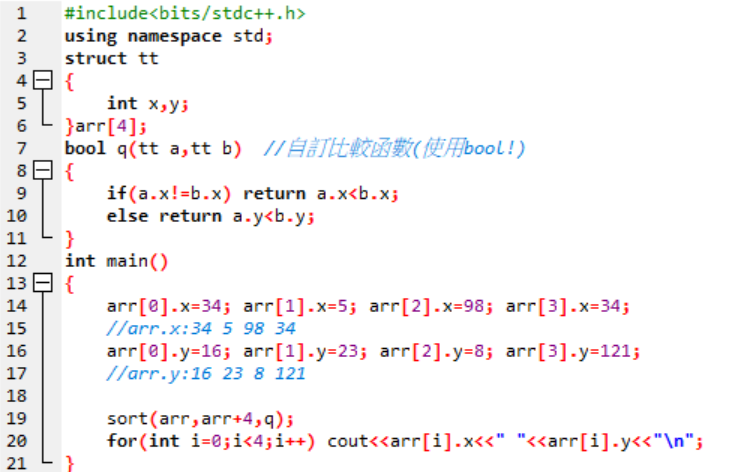 1 #include<bits/stdc++.h>
2 using namespace std;
3 struct tt
4 {
5 int x,y;
6 }arr[4];
7 bool q(tt a,tt b) //自訂比較函數(使用bool!)
8 {
9 if(a.x!=b.x) return a.x<b.x;
10 else return a.y<b.y;
11 }
12 int main()
13 {
14 arr[0].x=34; arr[1].x=5; arr[2].x=98; arr[3].x=34;
15 //arr.x:34 5 98 34
16 arr[0].y=16; arr[1].y=23; arr[2].y=8; arr[3].y=121;
17 //arr.y:16 23 8 121
18
19 sort(arr,arr+4,q);
20 for(int i=0;i<4;i++) cout<<arr[i].x<<" "<<arr[i].y<<"\n";
21 }